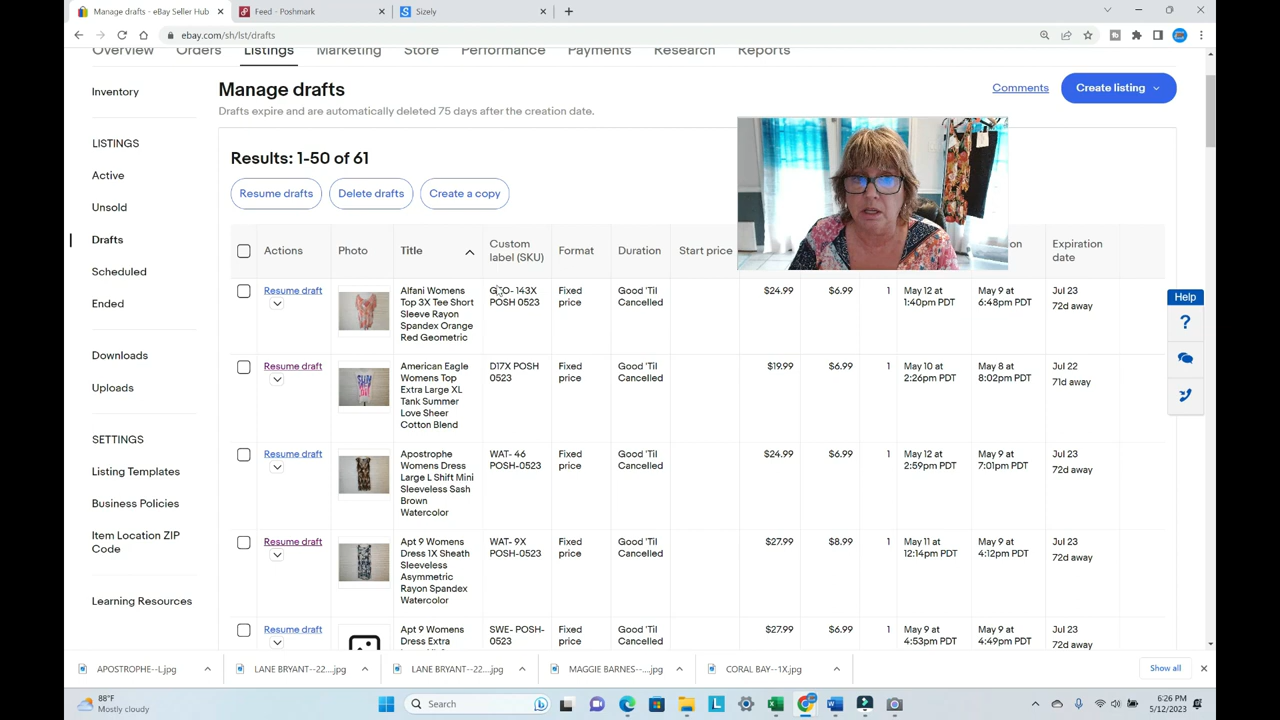 Manage drafts - eBay Seller Hub
Feed - Poshmark
Sizely
ebay.com/sh/lst/drafts
Overview Orders Listings Marketing Store Performance Payments Research Reports
Inventory
LISTINGS
Active
Unsold
Drafts
Scheduled
Ended
Downloads
Uploads
SETTINGS
Listing Templates
Business Policies
Item Location ZIP
Code
Learning Resources
Manage drafts
Drafts expire and are automatically deleted 75 days after the creation date.
Comments
Create listing
Results: 1-50 of 61
Resume drafts Delete drafts Create a copy
Actions Photo Title
Custom
label (SKU)
Format Duration Start price
on
Expiration
date
Resume draft
Alfani Womens
Top 3X Tee Short
Sleeve Rayon
Spandex Orange
Red Geometric
143X
POSH 0523
Fixed
price
Good 'Til
Cancelled
$24.99 $6.99 1
May 12 at
1:40pm PDT
May 9 at
6:48pm PDT
Jul 23
72d away
Resume draft
American Eagle
Womens Top
Extra Large XL
Tank Summer
Love Sheer
Cotton Blend
D17X POSH
0523
Fixed
price
Good 'Til
Cancelled
$19.99 $6.99 1
May 10 at
2:26pm PDT
May 8 at
8:02pm PDT
Jul 22
71d away
Resume draft
Apostrophe
Womens Dress
Large L Shift Mini
Sleeveless Sash
Brown
Watercolor
WAT- 46
POSH-0523
Fixed
price
Good 'Til
Cancelled
$24.99 $6.99 1
May 12 at
2:59pm PDT
May 9 at
7:01pm PDT
Jul 23
72d away
Resume draft
Apt 9 Womens
Dress 1X Sheath
Sleeveless
Asymmetric
Rayon Spandex
Watercolor
WAT- 9X
POSH-0523
Fixed
price
Good 'Til
Cancelled
$27.99 $8.99 1
May 11 at
12:14pm PDT
May 9 at
4:12pm PDT
Jul 23
72d away
Resume draft
Apt 9 Womens
Dress Extra
SWE- POSH-
0523
Fixed
price
Good 'Til
Cancelled
$27.99 $6.99 1
May 9 at
4:53pm PDT
May 9 at
4:49pm PDT
Jul 23
72d away
Help
APOSTROPHE--L.jpg
LANE BRYANT--22....jpg
LANE BRYANT--22....jpg
MAGGIE BARNES--....jpg
CORAL BAY--1X.jpg
Show all
88°F
Mostly cloudy
Search
6:26 PM
5/12/2023